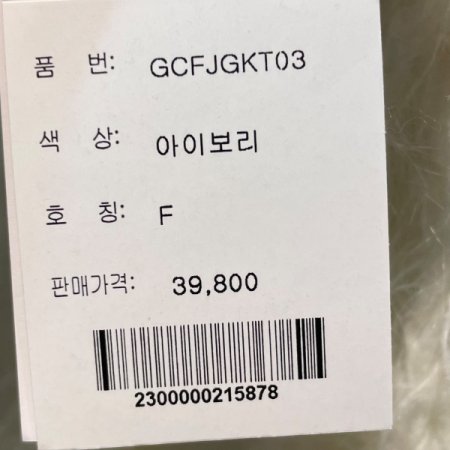 품 번: GCFJGKT03
색 상: 아이보리
호 칭: F
판매가격: 39,800
2300000215878